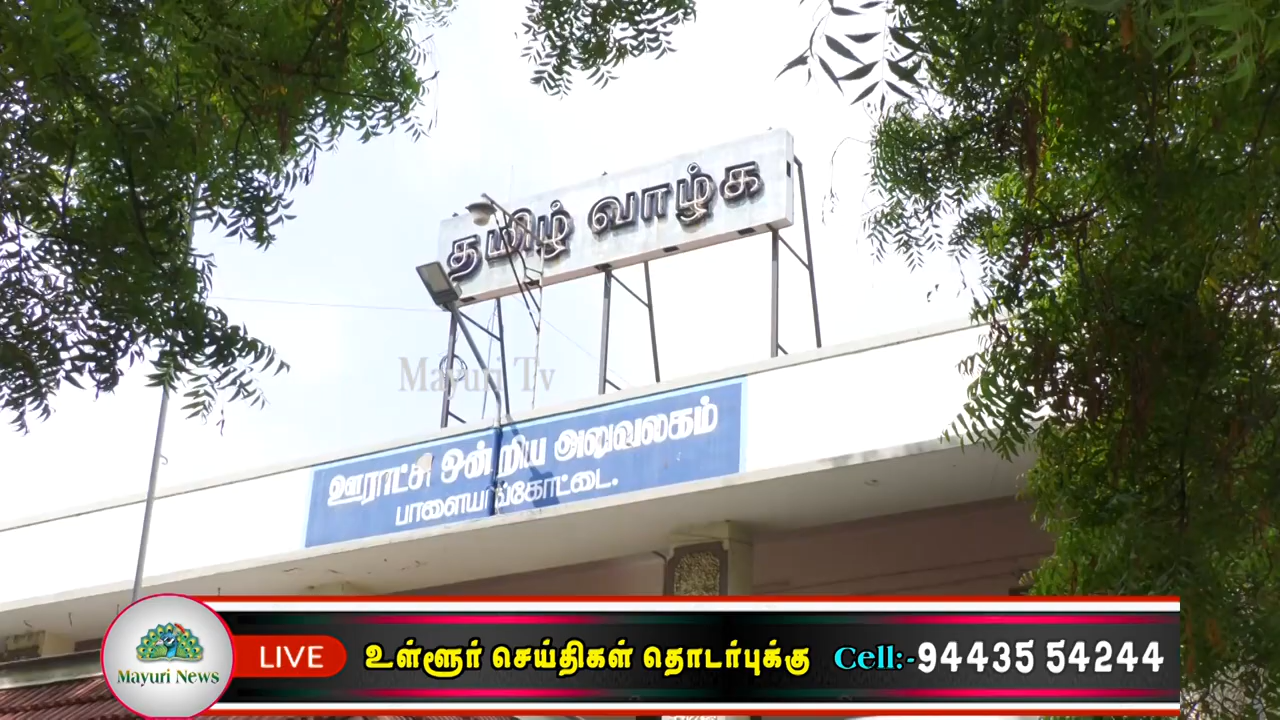 தமிழ் வாழ்க
Mayuri Tv
ஊராட்சி ஒன்றிய அலுவலகம்
பாளையங்கோட்டை.
Mayuri News
LIVE
உள்ளூர் செய்திகள் தொடர்புக்கு Cell:-94435 54244